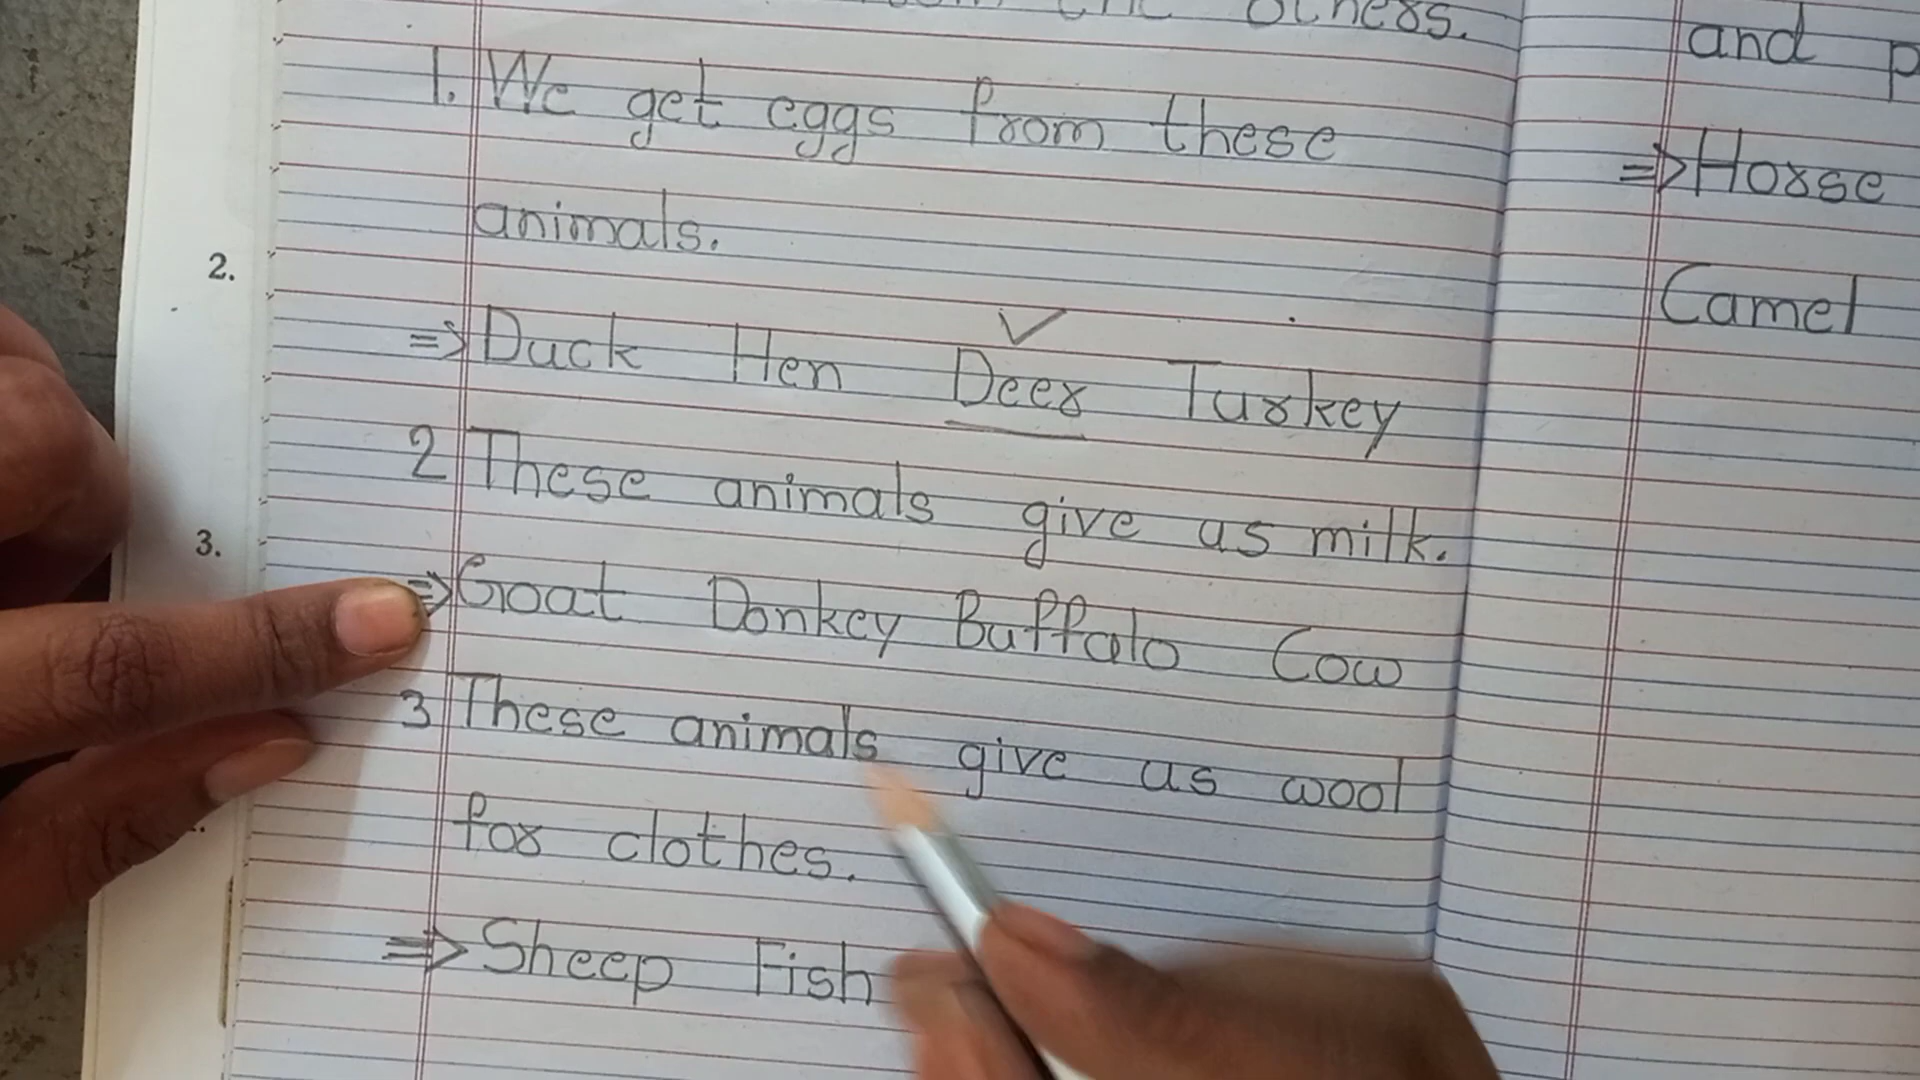 others.
1. We get eggs from these
animals.
2.
⇒ Duck Hen Deer Turkey
2 These animals give us milk.
3.
⇒ Goat Donkey Buffalo Cow
3 These animals give us wool
for clothes.
⇒ Sheep Fish
and p
⇒ Horse
Camel